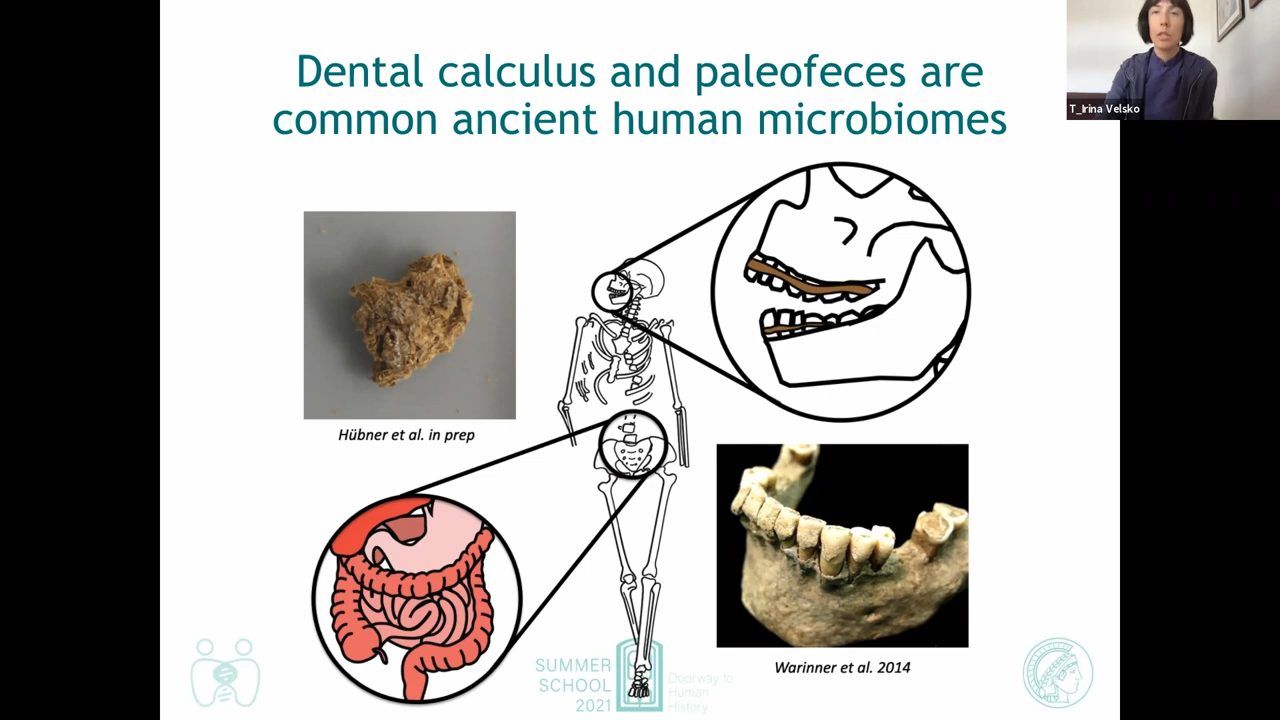 Dental calculus and paleofeces are
common ancient human microbiomes
T_Irina Velsko
Hübner et al. in prep
Warinner et al. 2014
SUMMER
SCHOOL
2021
Doorway to
Human
History